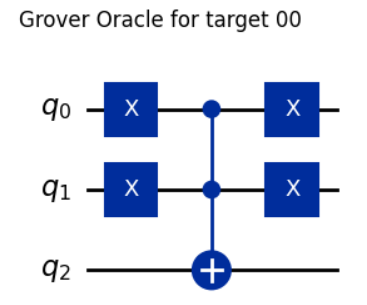 Grover Oracle for target 00
q0 X X
q1 X X
q2